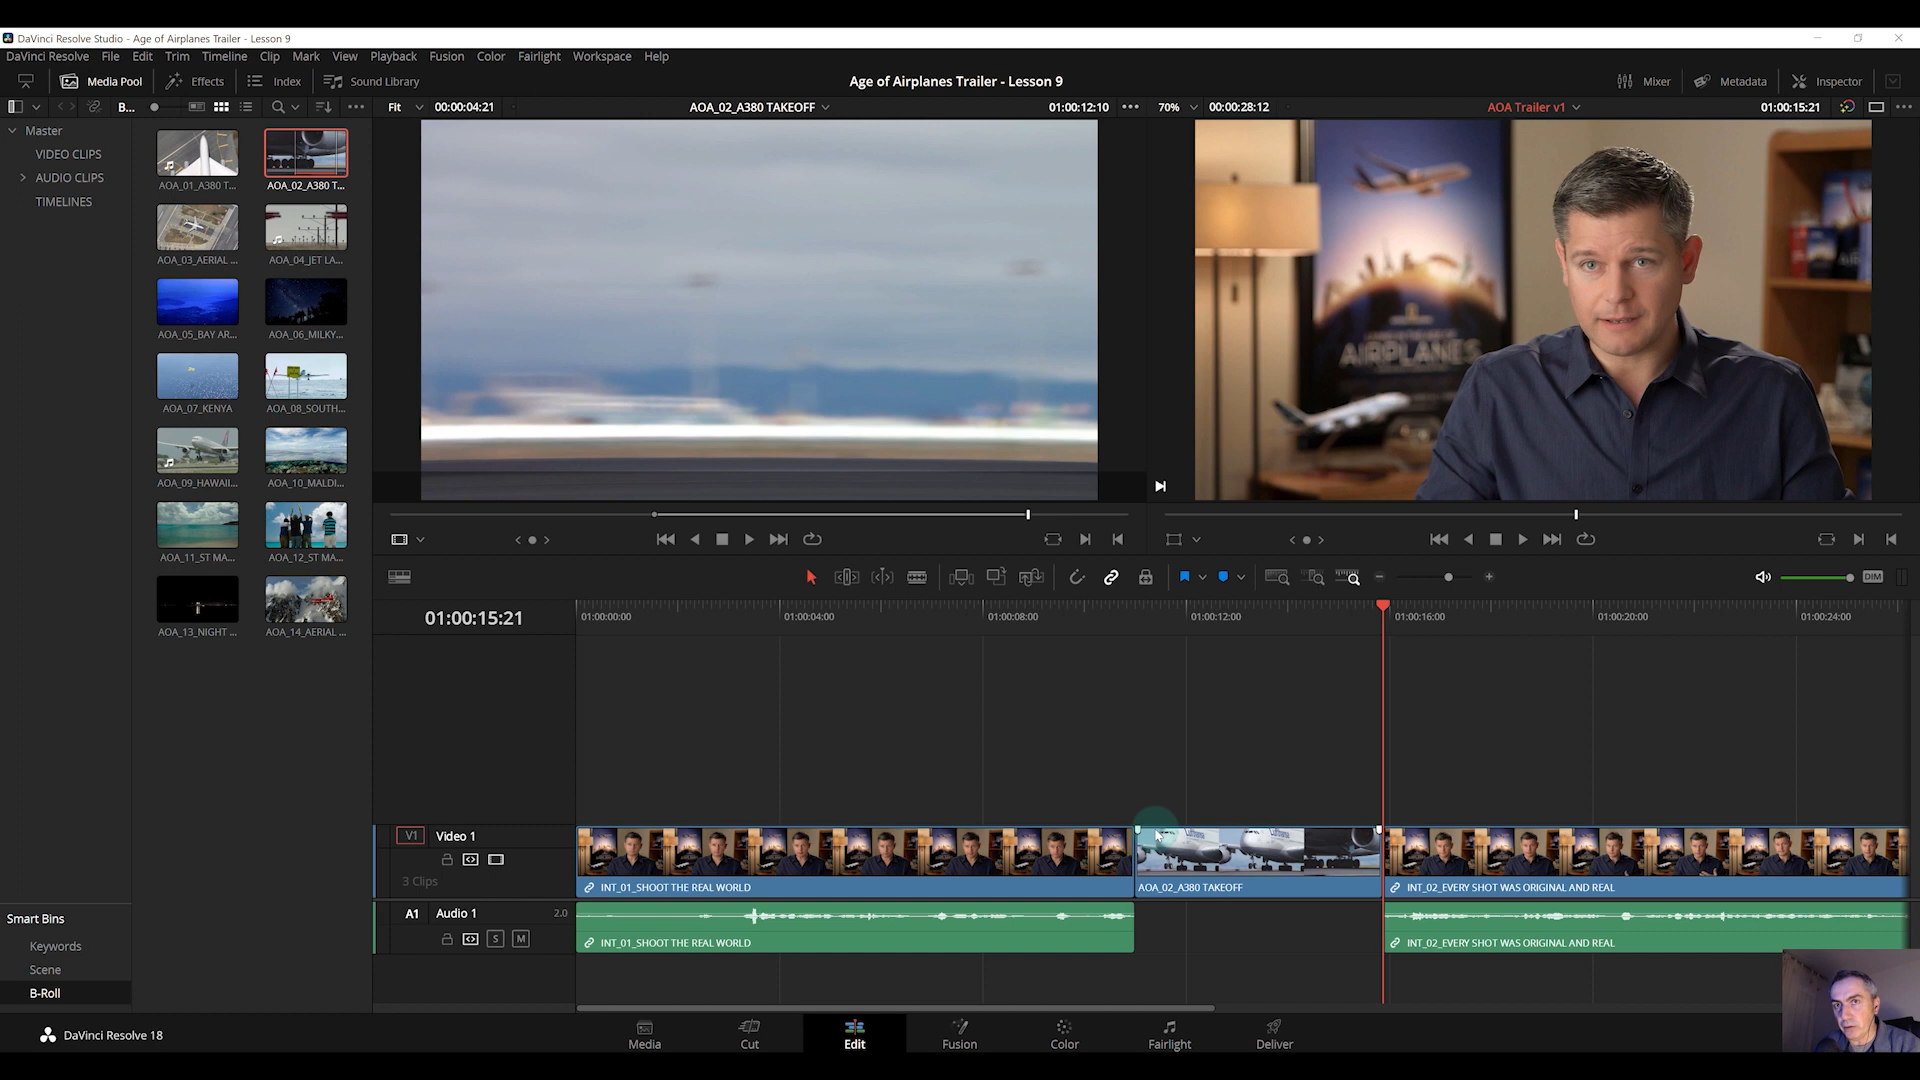 DaVinci Resolve Studio - Age of Airplanes Trailer - Lesson 9
DaVinci Resolve File Edit Trim Timeline Clip Mark View Playback Fusion Color Fairlight Workspace Help
Media Pool Effects Index Sound Library Age of Airplanes Trailer - Lesson 9 Mixer Metadata Inspector
B... Fit 00:00:04:21 AOA_02_A380 TAKEOFF 01:00:12:10 70% 00:00:28:12 AOA Trailer v1 01:00:15:21
Master
VIDEO CLIPS
AUDIO CLIPS
TIMELINES
AOA_01_A380 T... AOA_02_A380 T...
AOA_03_AERIAL ... AOA_04_JET LA...
AOA_05_BAY AR... AOA_06_MILKY...
AOA_07_KENYA AOA_08_SOUTH...
AOA_09_HAWAII... AOA_10_MALDI...
AOA_11_ST MA... AOA_12_ST MA...
AOA_13_NIGHT ... AOA_14_AERIAL ...
AIRPLANES
DIM
01:00:15:21 01:00:00:00 01:00:04:00 01:00:08:00 01:00:12:00 01:00:16:00 01:00:20:00 01:00:24:00
V1 Video 1
3 Clips
INT_01_SHOOT THE REAL WORLD AOA_02_A380 TAKEOFF INT_02_EVERY SHOT WAS ORIGINAL AND REAL
A1 Audio 1 2.0
S M
INT_01_SHOOT THE REAL WORLD INT_02_EVERY SHOT WAS ORIGINAL AND REAL
Smart Bins
Keywords
Scene
B-Roll
DaVinci Resolve 18
Media Cut Edit Fusion Color Fairlight Deliver